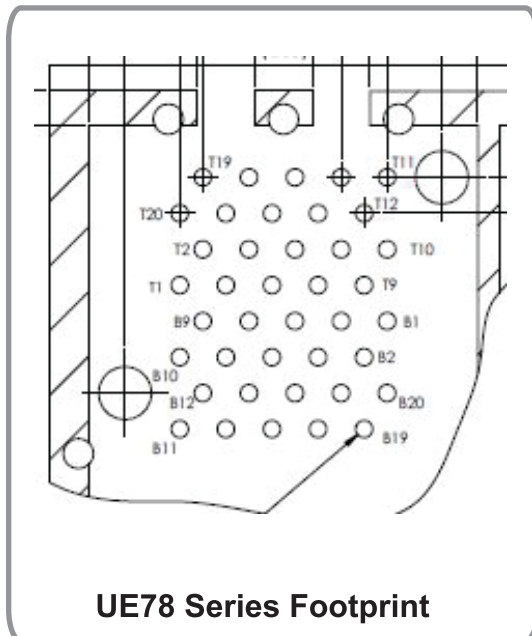 T19 T11
T20 T12
T2 T10
T1 T9
B9 B1
B10 B2
B12 B20
B11 B19
UE78 Series Footprint